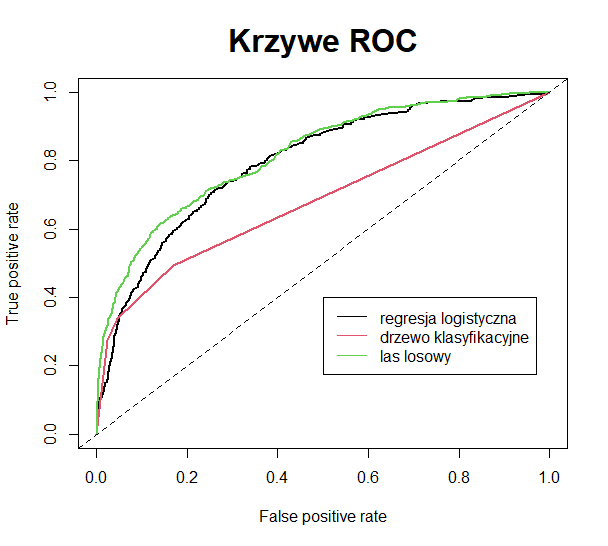 Krzywe ROC
True positive rate
1.0
0.8
0.6
0.4
0.2
0.0
regresja logistyczna
drzewo klasyfikacyjne
las losowy
0.0 0.2 0.4 0.6 0.8 1.0
False positive rate